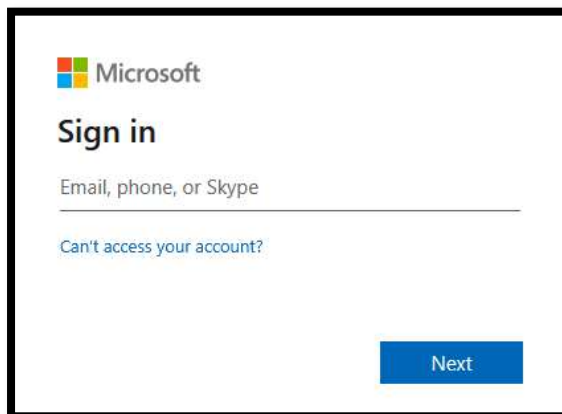 Microsoft
Sign in
Email, phone, or Skype
Can't access your account?
Next